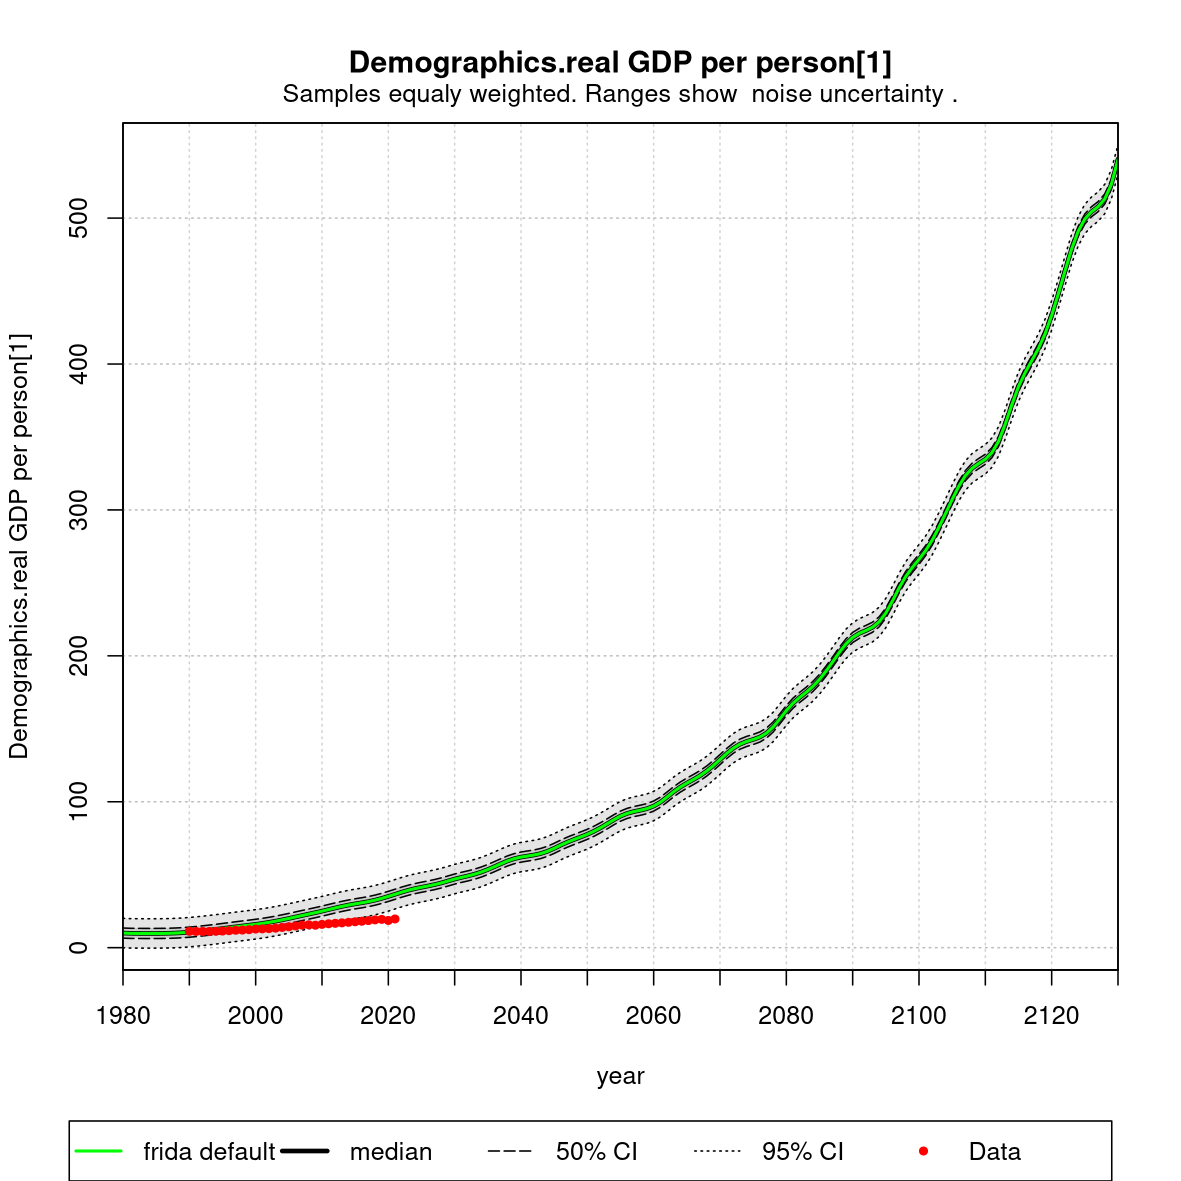 Demographics.real GDP per person[1]
Samples equaly weighted. Ranges show  noise uncertainty .
Demographics.real GDP per person[1]
500
400
300
200
100
0
1980 2000 2020 2040 2060 2080 2100 2120
year
frida default median 50% CI 95% CI Data